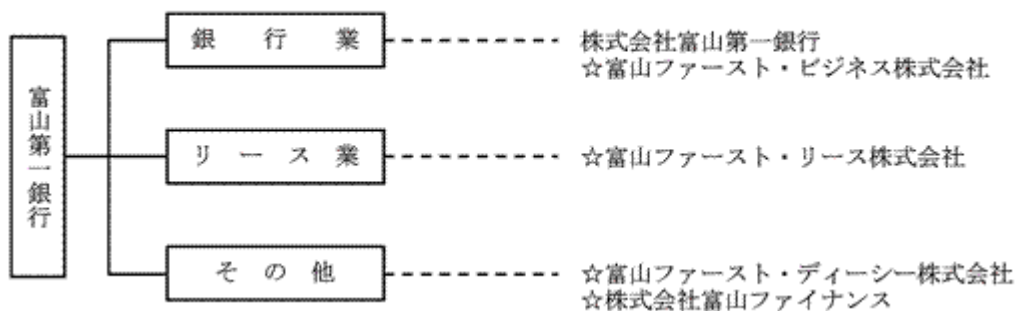 富山第一銀行
銀行業
株式会社富山第一銀行
☆富山ファースト・ビジネス株式会社
リース業
☆富山ファースト・リース株式会社
その他
☆富山ファースト・ディーシー株式会社
☆株式会社富山ファイナンス